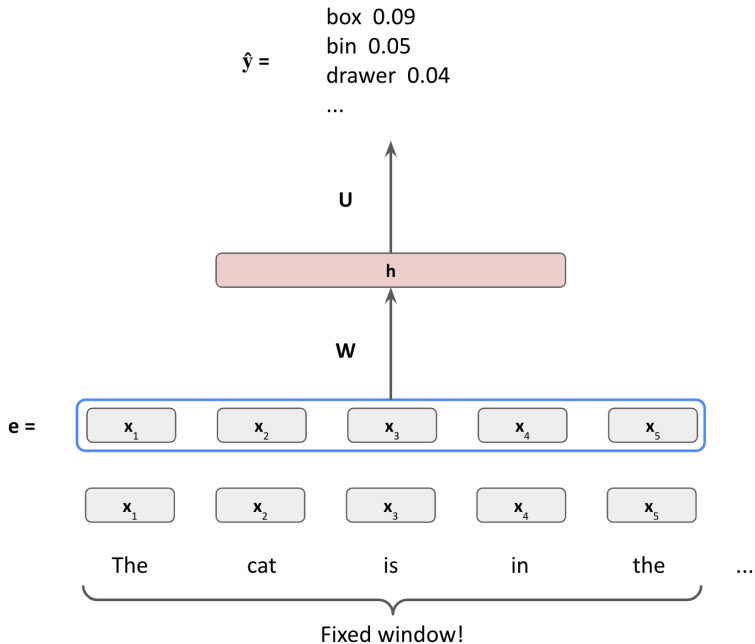 box 0.09
bin 0.05
ŷ =
drawer 0.04
...
U
h
W
e =
x₁ x₂ x₃ x₄ x₅
x₁ x₂ x₃ x₄ x₅
The cat is in the ...
Fixed window!